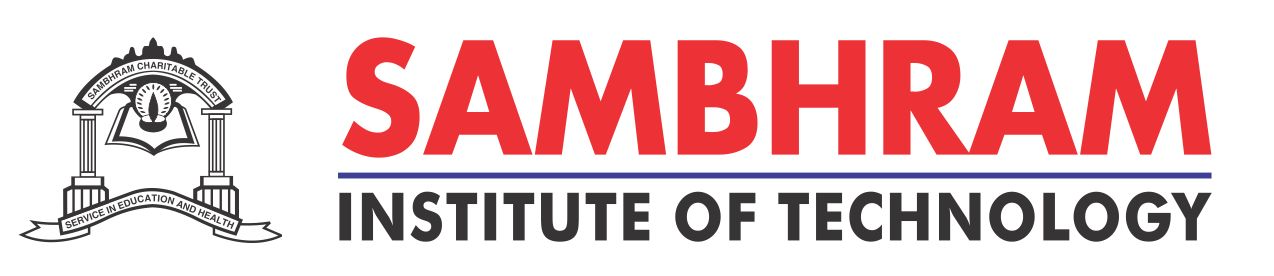 SAMBHRAM CHARITABLE TRUST
SERVICE IN EDUCATION AND HEALTH
SAMBHRAM
INSTITUTE OF TECHNOLOGY